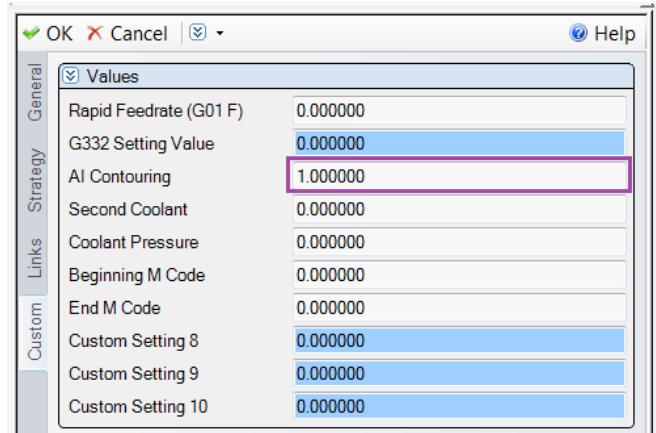 OK Cancel Help
General
Strategy
Links
Custom
Values
Rapid Feedrate (G01 F) 0.000000
G332 Setting Value 0.000000
AI Contouring 1.000000
Second Coolant 0.000000
Coolant Pressure 0.000000
Beginning M Code 0.000000
End M Code 0.000000
Custom Setting 8 0.000000
Custom Setting 9 0.000000
Custom Setting 10 0.000000